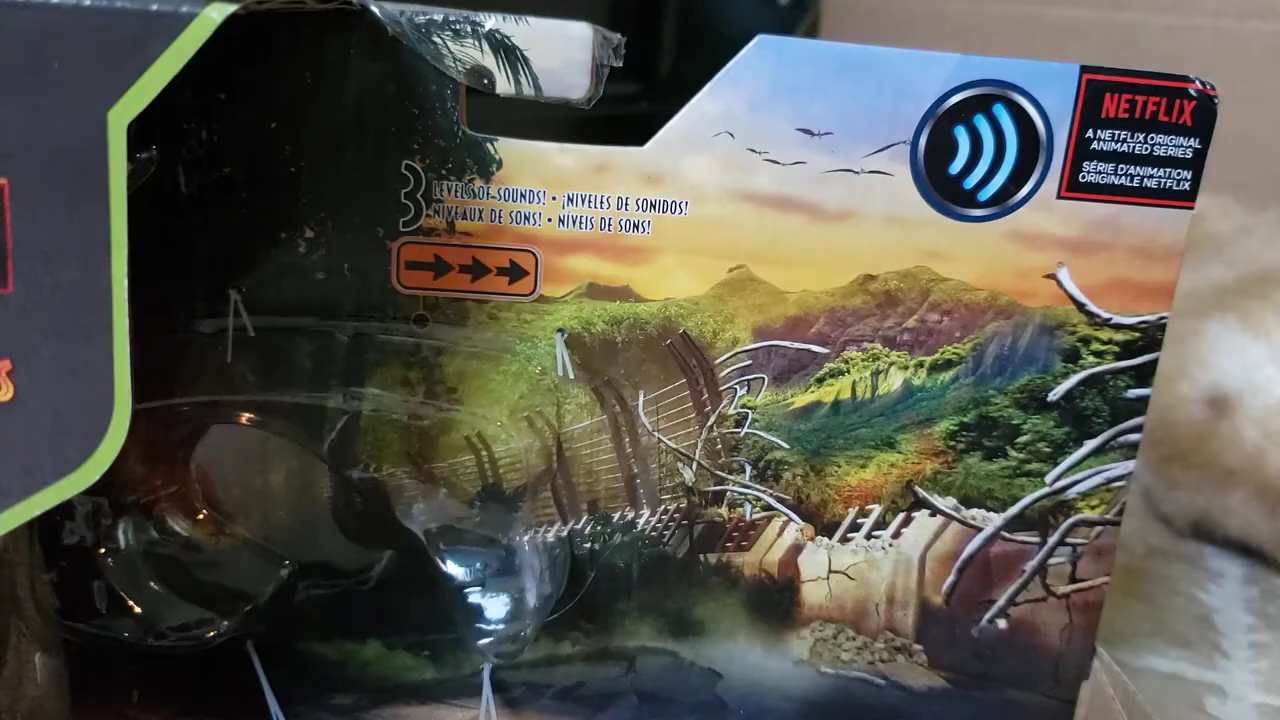 NETFLIX
A NETFLIX ORIGINAL
ANIMATED SERIES
SÉRIE D'ANIMATION
ORIGINALE NETFLIX
3 LEVELS OF SOUNDS! • ¡NIVELES DE SONIDOS!
NIVEAUX DE SONS! • NÍVEIS DE SONS!